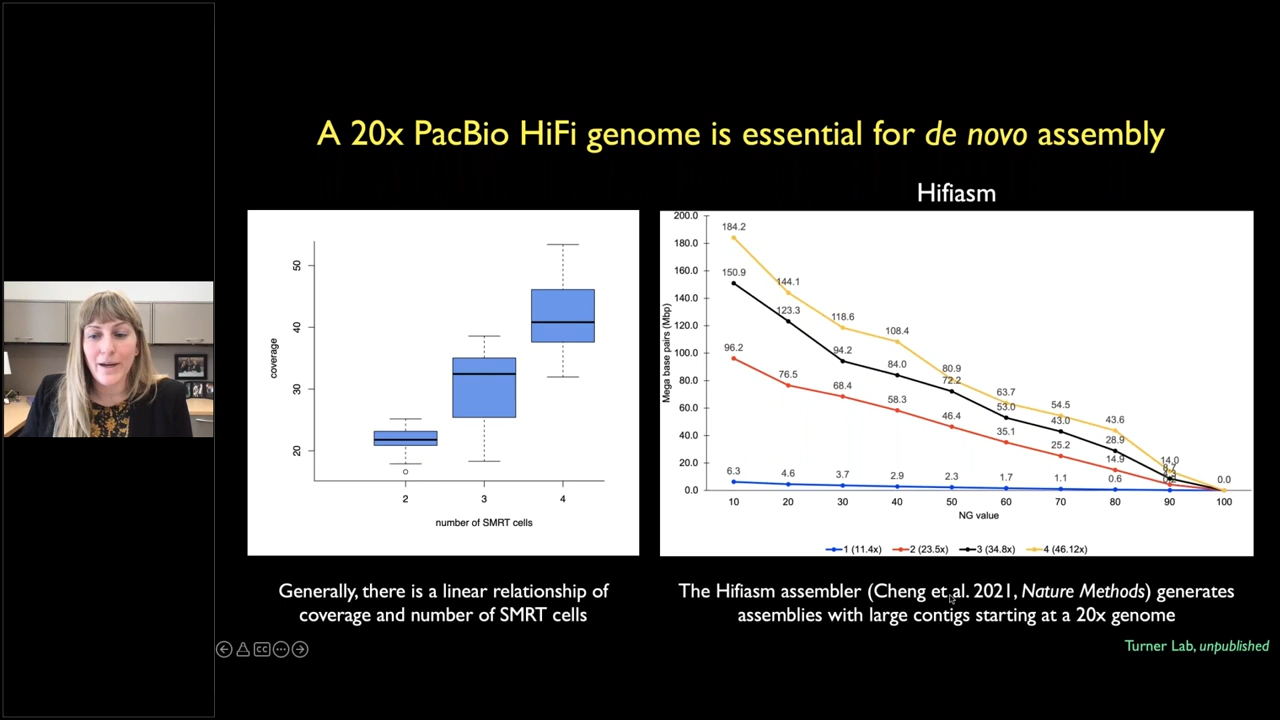 A 20x PacBio HiFi genome is essential for de novo assembly
Hifiasm
coverage
50
40
30
20
2 3 4
number of SMRT cells
Mega base pairs (Mbp)
200.0
180.0
160.0
140.0
120.0
100.0
80.0
60.0
40.0
20.0
0.0
184.2 144.1 118.6 108.4 80.9 63.7 54.5 43.6 14.0 0.0
150.9 123.3 94.2 84.0 72.2 53.0 43.0 28.9
96.2 76.5 68.4 58.3 46.4 35.1 25.2 14.9
6.3 4.6 3.7 2.9 2.3 1.7 1.1 0.6
10 20 30 40 50 60 70 80 90 100
NG value
1 (11.4x) 2 (23.5x) 3 (34.8x) 4 (46.12x)
Generally, there is a linear relationship of
coverage and number of SMRT cells
The Hifiasm assembler (Cheng et al. 2021, Nature Methods) generates
assemblies with large contigs starting at a 20x genome
Turner Lab, unpublished
CC